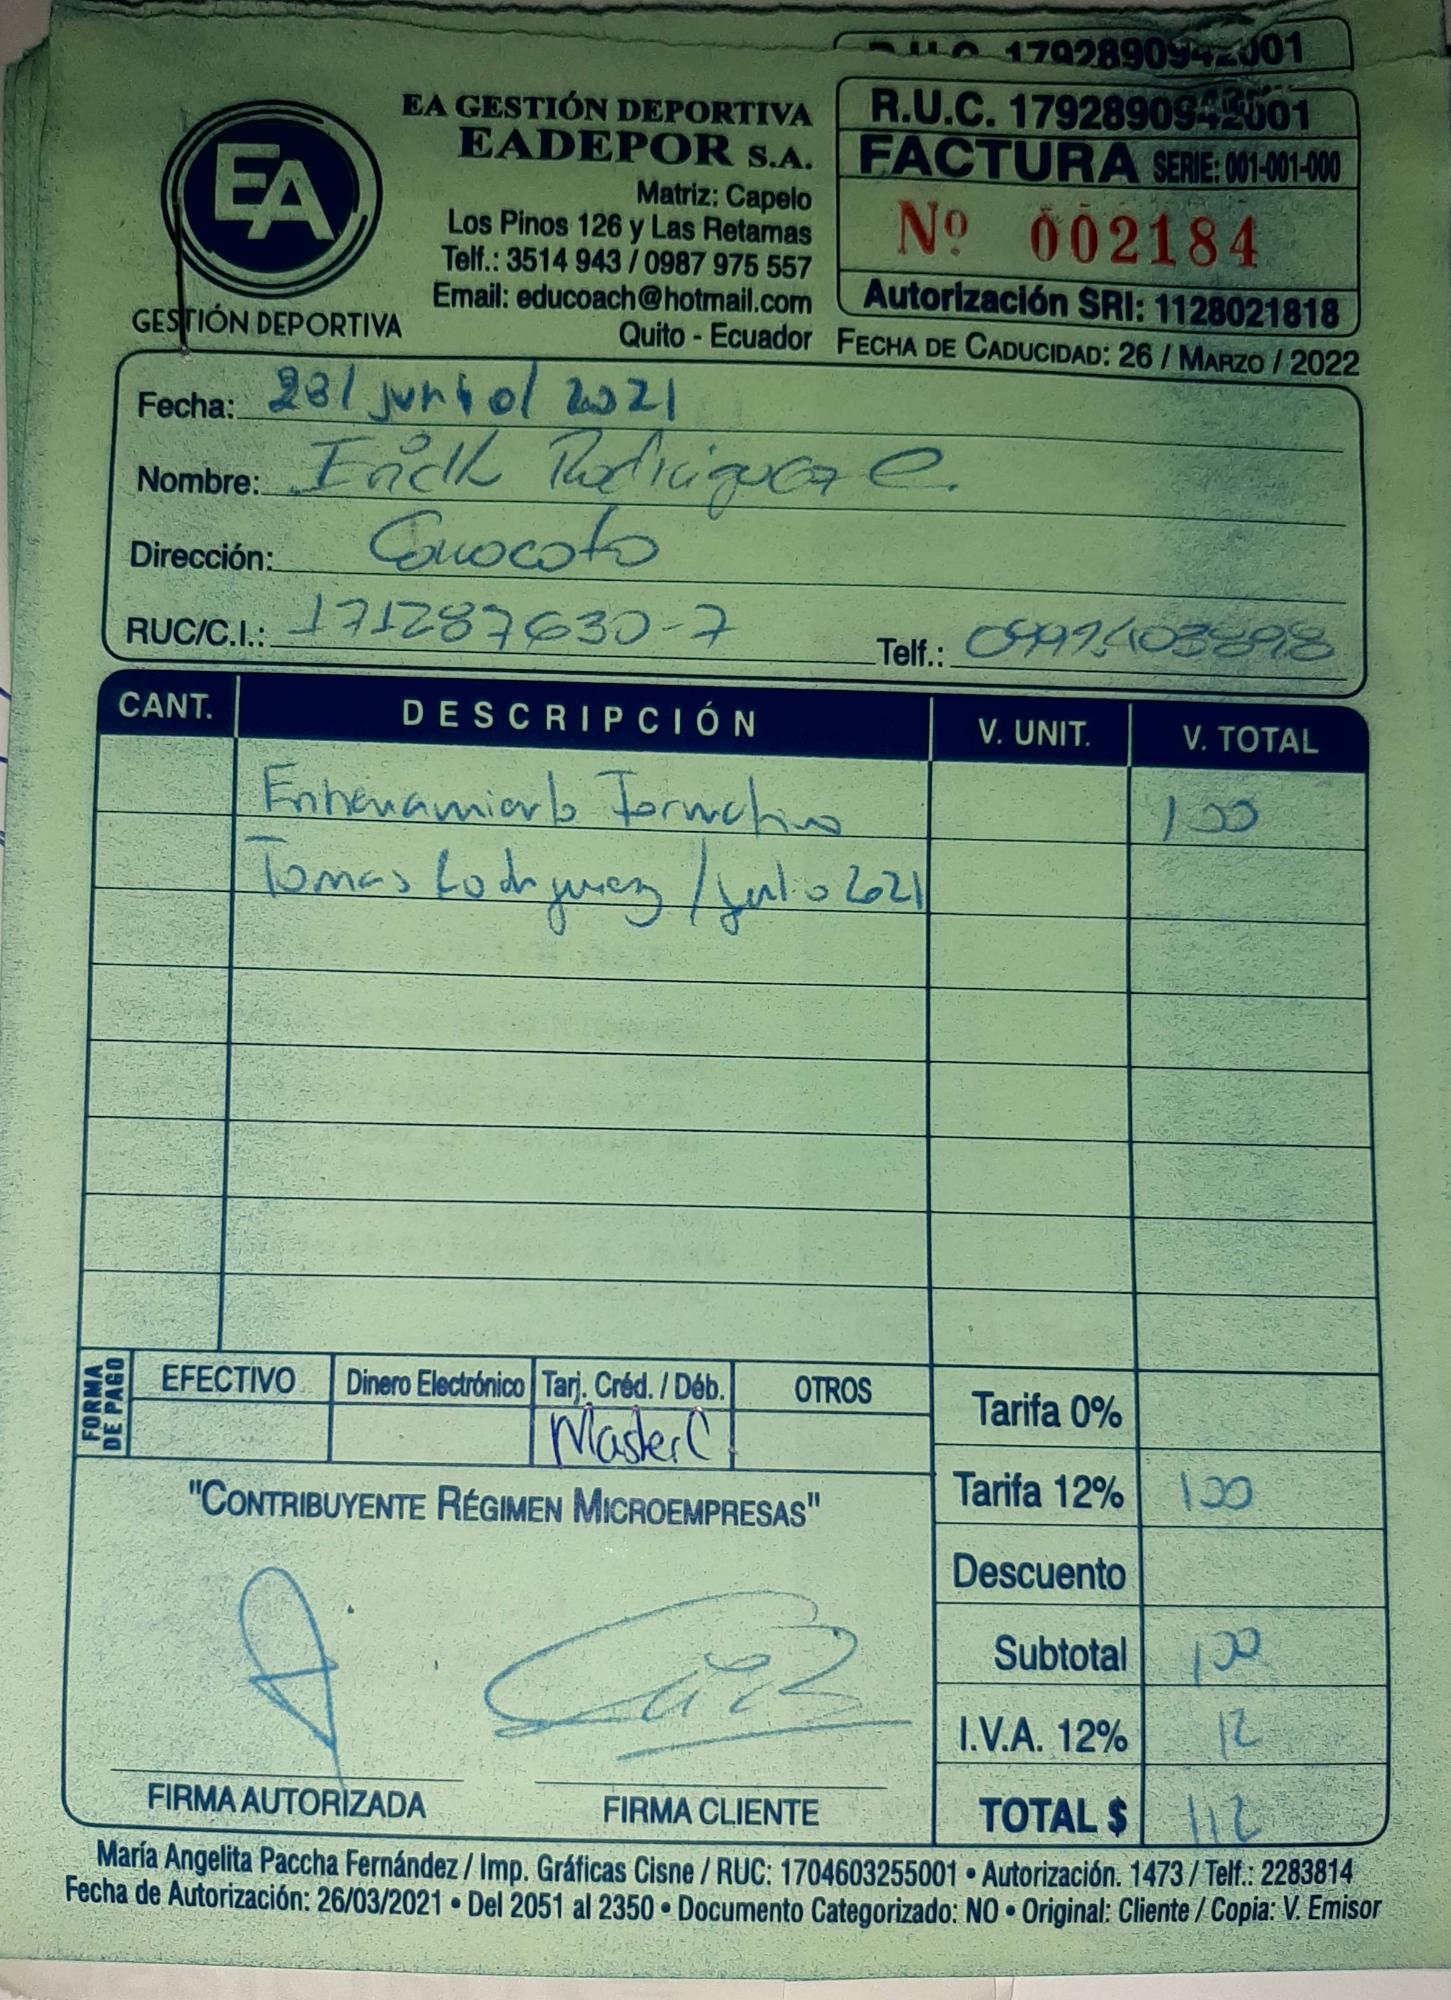 R.U.C. 1792890942001
EA
GESTIÓN DEPORTIVA
EA GESTIÓN DEPORTIVA
EADEPOR S.A.
Matriz: Capelo
Los Pinos 126 y Las Retamas
Telf.: 3514 943 / 0987 975 557
Email: educoach@hotmail.com
Quito - Ecuador
R.U.C. 1792890942001
FACTURA SERIE: 001-001-000
Nº 002184
Autorización SRI: 1128021818
FECHA DE CADUCIDAD: 26 / MARZO / 2022
Fecha: 28/junio/2021
Nombre: Erick Rodriguez C.
Dirección: Conocoto
RUC/C.I.: 171287630-7 Telf.:
CANT. DESCRIPCIÓN V. UNIT. V. TOTAL
Entrenamiento Formativo 100
Tomas Rodriguez / julio 2021
FORMA DE PAGO
EFECTIVO Dinero Electrónico Tarj. Créd. / Déb. OTROS
MasterC
Tarifa 0%
Tarifa 12% 100
Descuento
Subtotal 100
I.V.A. 12% 12
TOTAL $ 112
"CONTRIBUYENTE RÉGIMEN MICROEMPRESAS"
FIRMA AUTORIZADA FIRMA CLIENTE
María Angelita Paccha Fernández / Imp. Gráficas Cisne / RUC: 1704603255001 • Autorización. 1473 / Telf.: 2283814
Fecha de Autorización: 26/03/2021 • Del 2051 al 2350 • Documento Categorizado: NO • Original: Cliente / Copia: V. Emisor